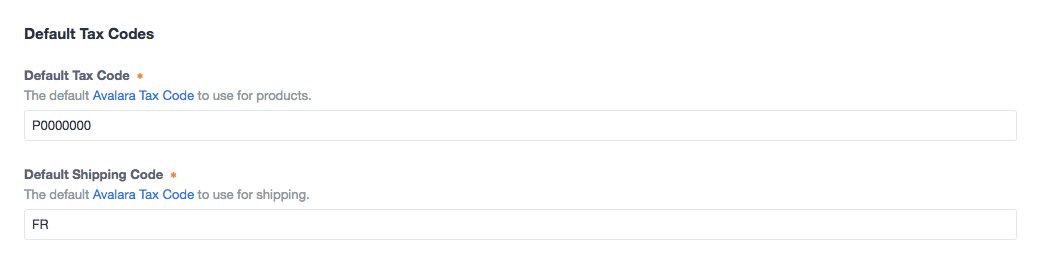 Default Tax Codes
Default Tax Code *
The default Avalara Tax Code to use for products.
P0000000
Default Shipping Code *
The default Avalara Tax Code to use for shipping.
FR